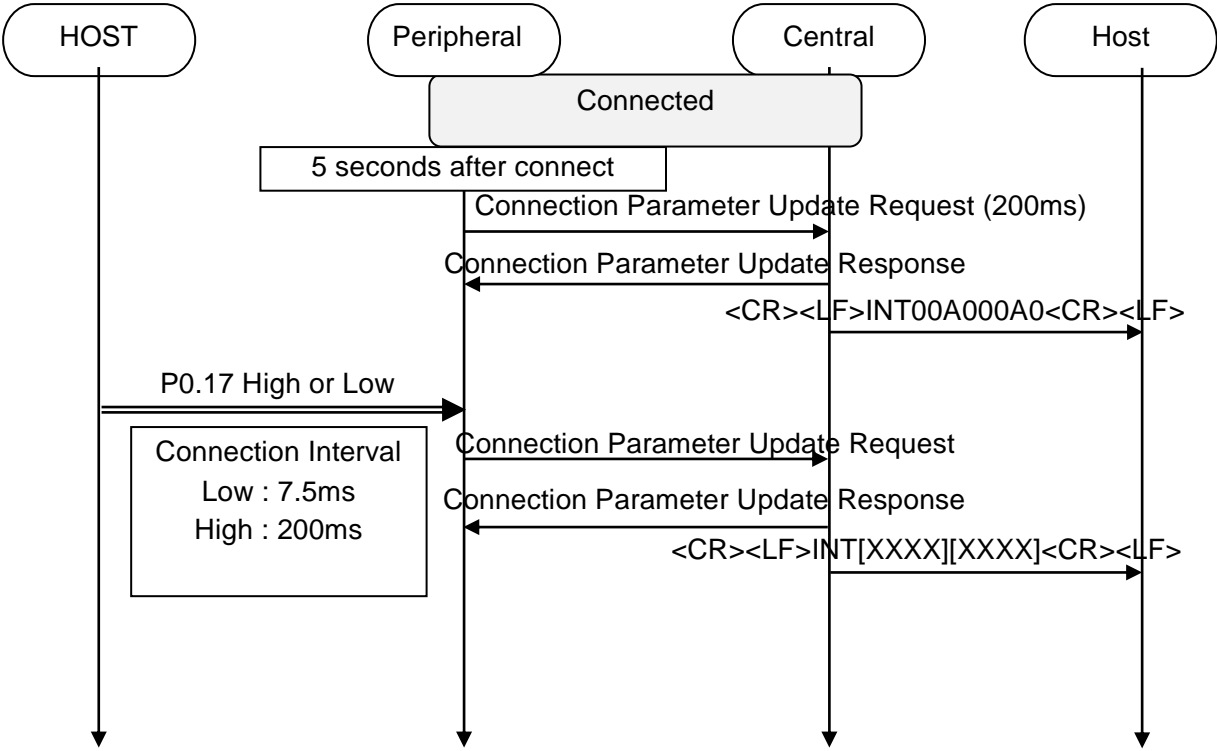 HOST
Peripheral
Central
Host
Connected
5 seconds after connect
Connection Parameter Update Request (200ms)
Connection Parameter Update Response
<CR><LF>INT00A000A0<CR><LF>
P0.17 High or Low
Connection Interval
Low : 7.5ms
High : 200ms
Connection Parameter Update Request
Connection Parameter Update Response
<CR><LF>INT[XXXX][XXXX]<CR><LF>